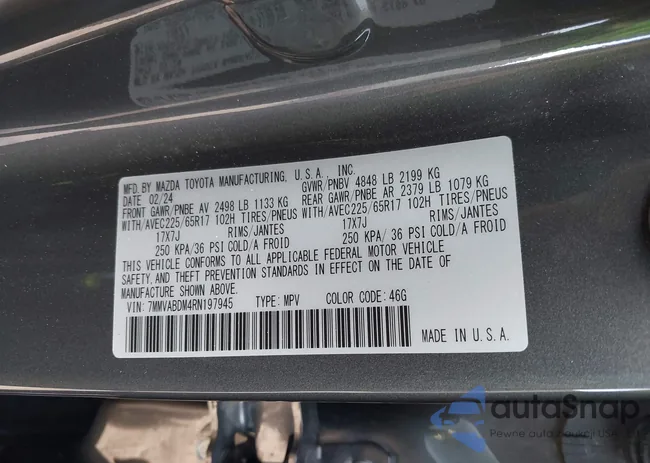 MFD. BY MAZDA TOYOTA MANUFACTURING, U.S.A., INC.
DATE 02/24 GVWR/PNBV 4848 LB 2199 KG
FRONT GAWR/PNBE AV 2498 LB 1133 KG REAR GAWR/PNBE AR 2379 LB 1079 KG
WITH/AVEC225/65R17 102H TIRES/PNEUS WITH/AVEC225/65R17 102H TIRES/PNEUS
17X7J RIMS/JANTES 17X7J RIMS/JANTES
250 KPA/36 PSI COLD/A FROID 250 KPA/36 PSI COLD/A FROID
THIS VEHICLE CONFORMS TO ALL APPLICABLE FEDERAL MOTOR VEHICLE
SAFETY, AND THEFT PREVENTION STANDARDS IN EFFECT ON THE DATE OF
MANUFACTURE SHOWN ABOVE.
VIN: 7MMVABDM4RN197945 TYPE: MPV COLOR CODE: 46G
MADE IN U.S.A.
autoSnap
Pewne auto z aukcji USA